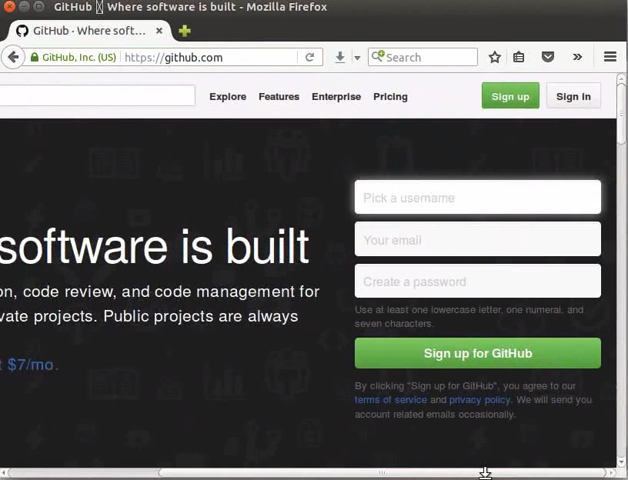 GitHub · Where software is built - Mozilla Firefox
GitHub · Where soft...
GitHub, Inc. (US)
https://github.com
Search
Explore
Features
Enterprise
Pricing
Sign up
Sign in
Pick a username
software is built
Your email
on, code review, and code management for
Create a password
vate projects. Public projects are always
Use at least one lowercase letter, one numeral, and
seven characters.
Sign up for GitHub
t $7/mo.
By clicking "Sign up for GitHub", you agree to our
terms of service and privacy policy. We will send you
account related emails occasionally.